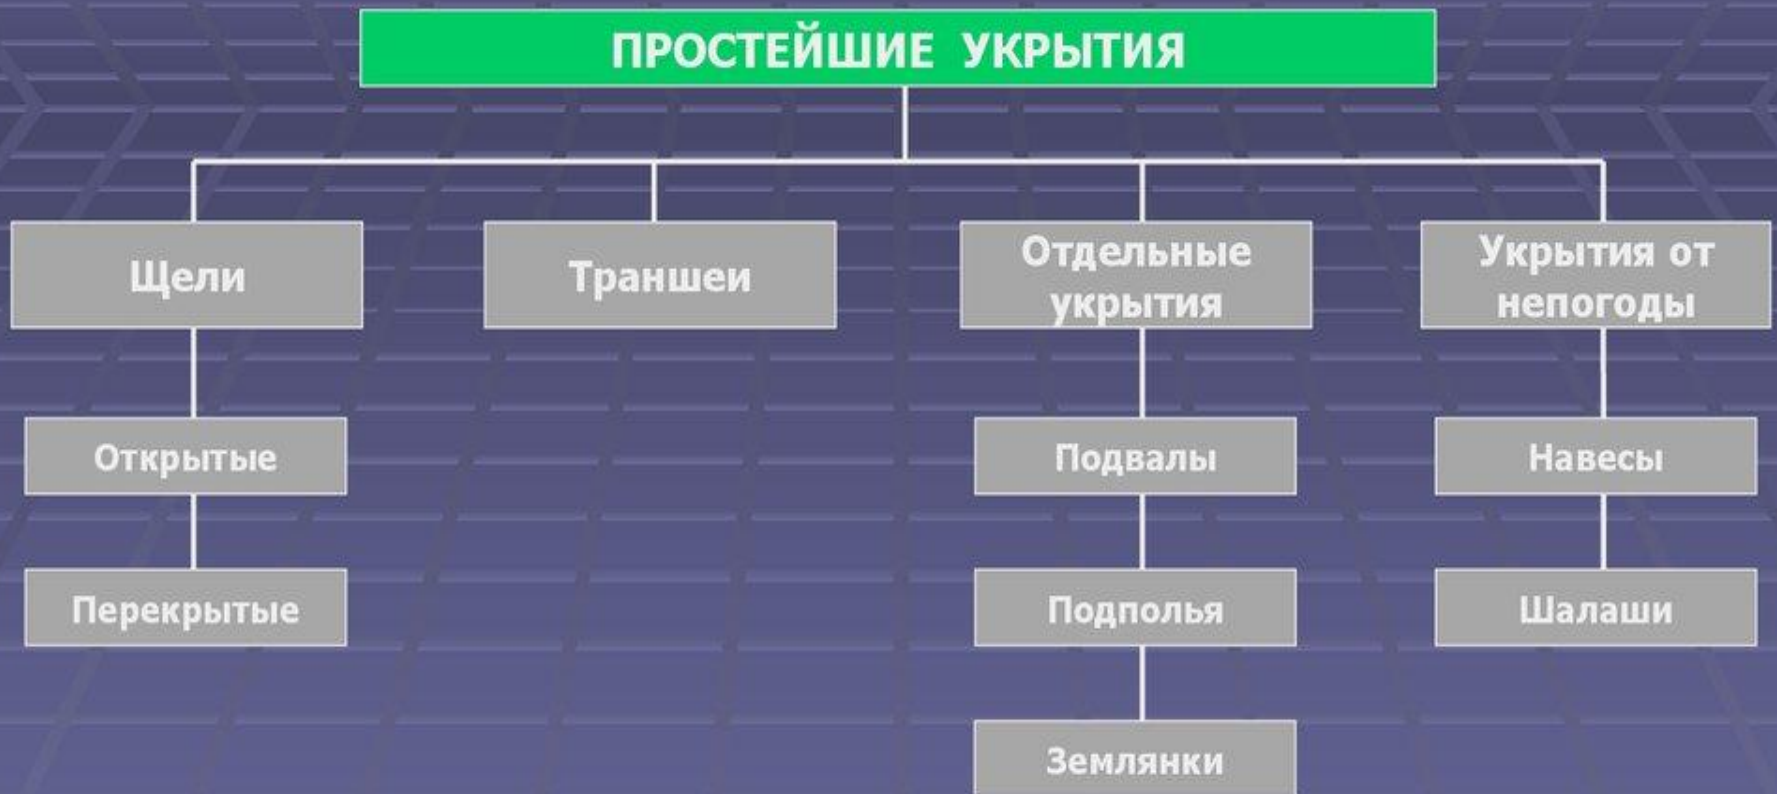 ПРОСТЕЙШИЕ УКРЫТИЯ
Щели
Траншеи
Отдельные
укрытия
Укрытия от
непогоды
Открытые
Подвалы
Навесы
Перекрытые
Подполья
Шалаши
Землянки